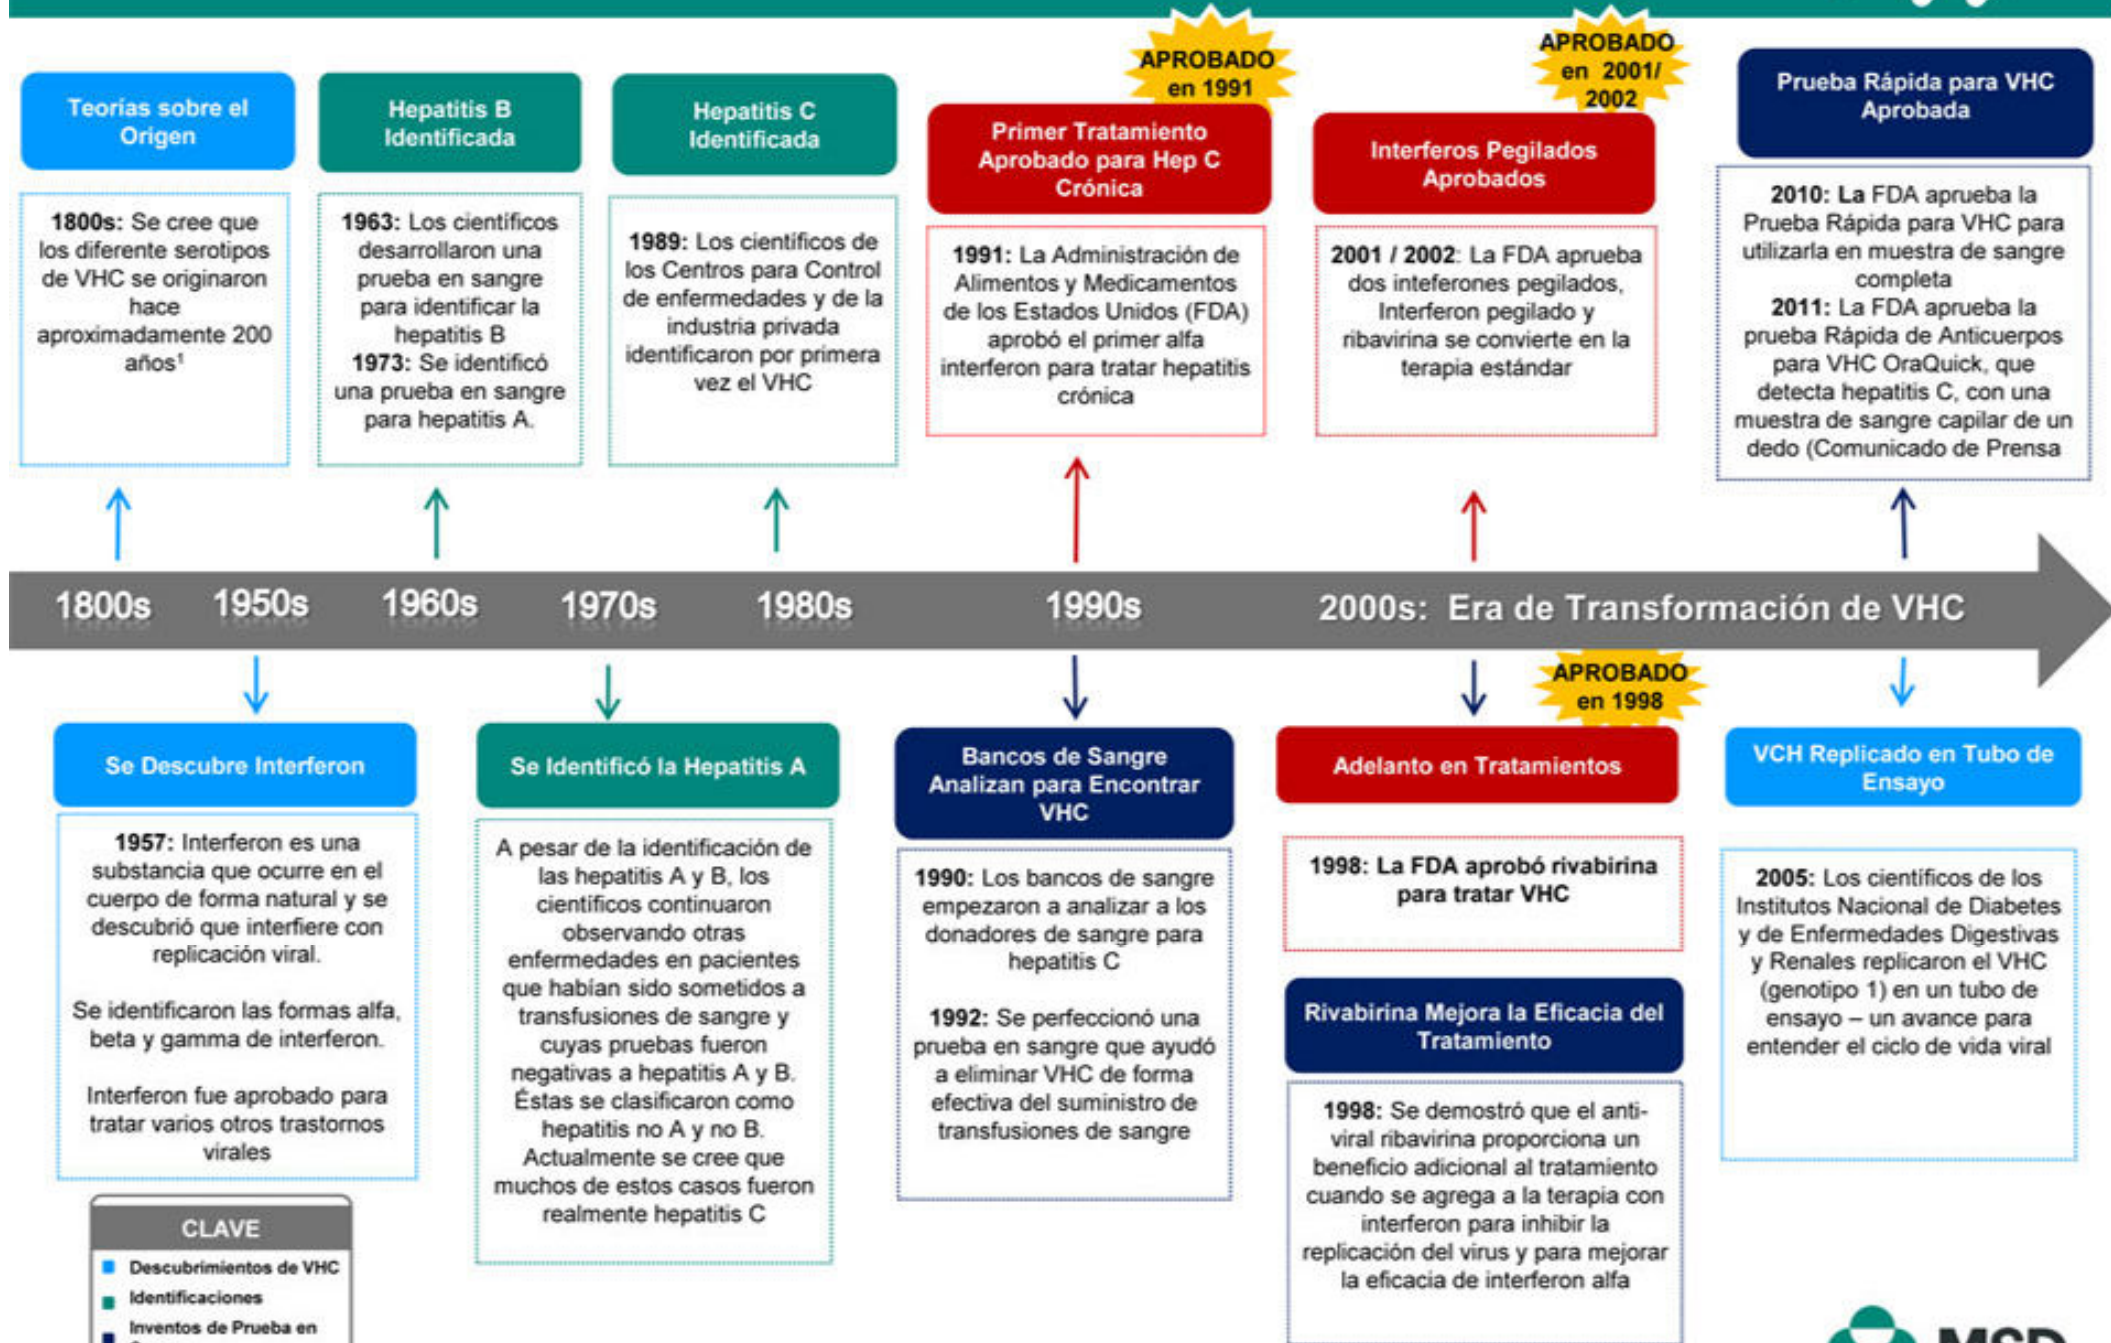 APROBADO
en 1991
APROBADO
en 2001/
2002
Teorías sobre el
Origen
1800s: Se cree que
los diferente serotipos
de VHC se originaron
hace
aproximadamente 200
años¹
Hepatitis B
Identificada
1963: Los científicos
desarrollaron una
prueba en sangre
para identificar la
hepatitis B
1973: Se identificó
una prueba en sangre
para hepatitis A.
Hepatitis C
Identificada
1989: Los científicos de
los Centros para Control
de enfermedades y de la
industria privada
identificaron por primera
vez el VHC
Primer Tratamiento
Aprobado para Hep C
Crónica
1991: La Administración de
Alimentos y Medicamentos
de los Estados Unidos (FDA)
aprobó el primer alfa
interferon para tratar hepatitis
crónica
Interferos Pegilados
Aprobados
2001 / 2002: La FDA aprueba
dos inteferones pegilados,
Interferon pegilado y
ribavirina se convierte en la
terapia estándar
Prueba Rápida para VHC
Aprobada
2010: La FDA aprueba la
Prueba Rápida para VHC para
utilizarla en muestra de sangre
completa
2011: La FDA aprueba la
prueba Rápida de Anticuerpos
para VHC OraQuick, que
detecta hepatitis C, con una
muestra de sangre capilar de un
dedo (Comunicado de Prensa
1800s 1950s 1960s 1970s 1980s 1990s 2000s: Era de Transformación de VHC
Se Descubre Interferon
1957: Interferon es una
substancia que ocurre en el
cuerpo de forma natural y se
descubrió que interfiere con
replicación viral.
Se identificaron las formas alfa,
beta y gamma de interferon.
Interferon fue aprobado para
tratar varios otros trastornos
virales
Se Identificó la Hepatitis A
A pesar de la identificación de
las hepatitis A y B, los
científicos continuaron
observando otras
enfermedades en pacientes
que habían sido sometidos a
transfusiones de sangre y
cuyas pruebas fueron
negativas a hepatitis A y B.
Éstas se clasificaron como
hepatitis no A y no B.
Actualmente se cree que
muchos de estos casos fueron
realmente hepatitis C
Bancos de Sangre
Analizan para Encontrar
VHC
1990: Los bancos de sangre
empezaron a analizar a los
donadores de sangre para
hepatitis C
1992: Se perfeccionó una
prueba en sangre que ayudó
a eliminar VHC de forma
efectiva del suministro de
transfusiones de sangre
APROBADO
en 1998
Adelanto en Tratamientos
1998: La FDA aprobó rivabirina
para tratar VHC
Rivabirina Mejora la Eficacia del
Tratamiento
1998: Se demostró que el anti-
viral ribavirina proporciona un
beneficio adicional al tratamiento
cuando se agrega a la terapia con
interferon para inhibir la
replicación del virus y para mejorar
la eficacia de interferon alfa
VCH Replicado en Tubo de
Ensayo
2005: Los científicos de los
Institutos Nacional de Diabetes
y de Enfermedades Digestivas
y Renales replicaron el VHC
(genotipo 1) en un tubo de
ensayo – un avance para
entender el ciclo de vida viral
CLAVE
Descubrimientos de VHC
Identificaciones
Inventos de Prueba en
MSD